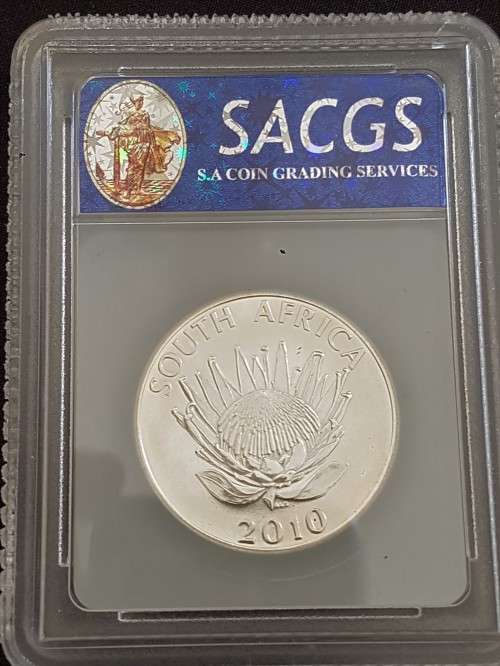 SACGS
S.A COIN GRADING SERVICES
SOUTH AFRICA
2010